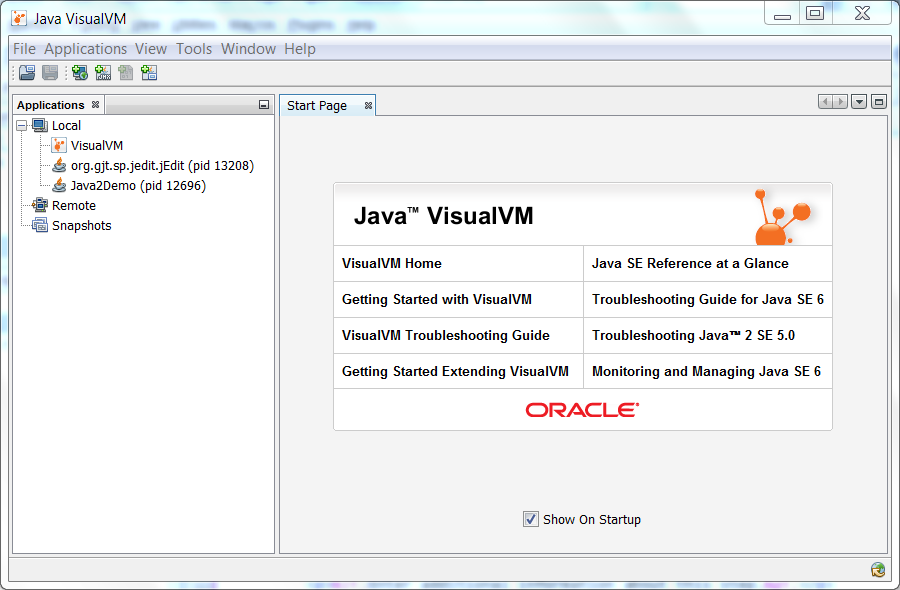 Java VisualVM
File Applications View Tools Window Help
Applications
Start Page
Local
VisualVM
org.gjt.sp.jedit.jEdit (pid 13208)
Java2Demo (pid 12696)
Remote
Snapshots
Java™ VisualVM
VisualVM Home
Java SE Reference at a Glance
Getting Started with VisualVM
Troubleshooting Guide for Java SE 6
VisualVM Troubleshooting Guide
Troubleshooting Java™ 2 SE 5.0
Getting Started Extending VisualVM
Monitoring and Managing Java SE 6
ORACLE®
Show On Startup